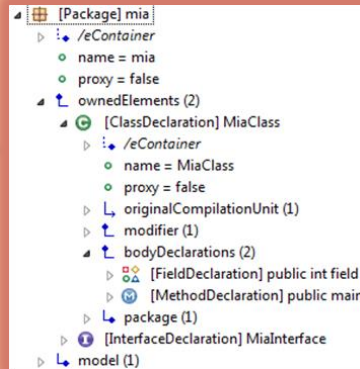 [Package] mia
/eContainer
name = mia
proxy = false
ownedElements (2)
[ClassDeclaration] MiaClass
/eContainer
name = MiaClass
proxy = false
originalCompilationUnit (1)
modifier (1)
bodyDeclarations (2)
[FieldDeclaration] public int field
[MethodDeclaration] public main
package (1)
[InterfaceDeclaration] MiaInterface
model (1)